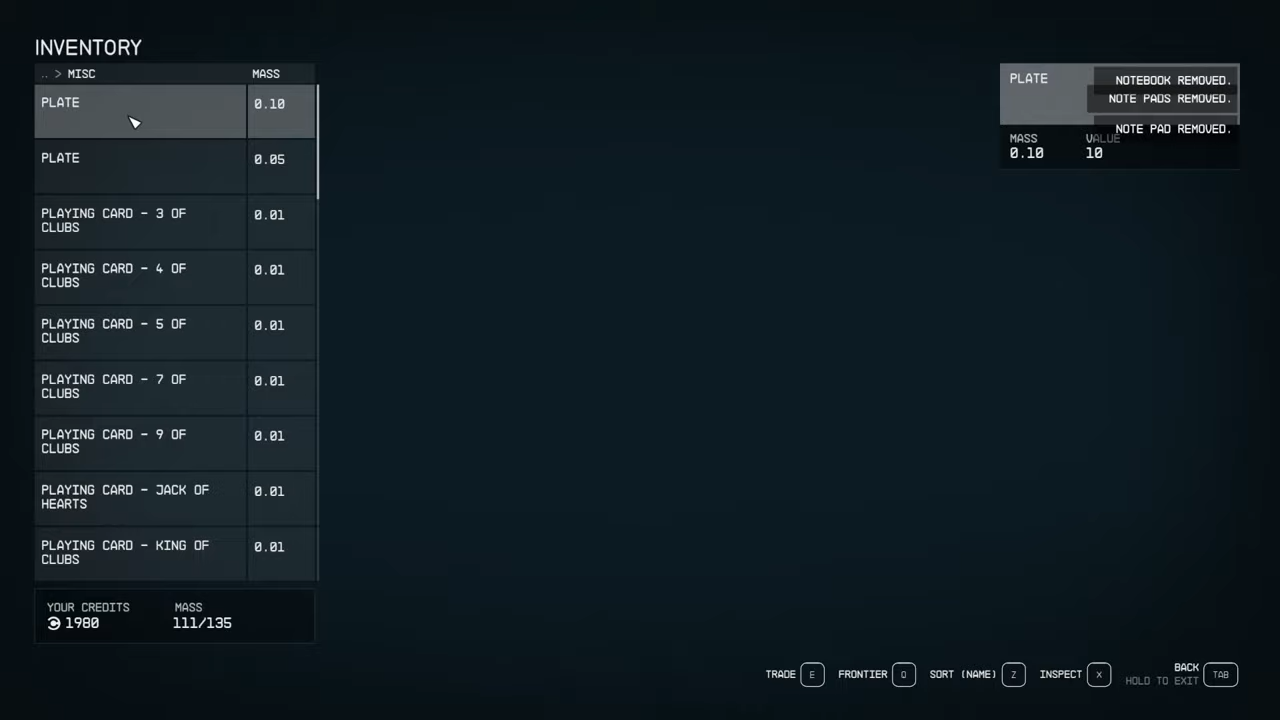 INVENTORY
.. > MISC MASS
PLATE 0.10
PLATE 0.05
PLAYING CARD - 3 OF
CLUBS 0.01
PLAYING CARD - 4 OF
CLUBS 0.01
PLAYING CARD - 5 OF
CLUBS 0.01
PLAYING CARD - 7 OF
CLUBS 0.01
PLAYING CARD - 9 OF
CLUBS 0.01
PLAYING CARD - JACK OF
HEARTS 0.01
PLAYING CARD - KING OF
CLUBS 0.01
YOUR CREDITS MASS
1980 111/135
PLATE
NOTEBOOK REMOVED.
NOTE PADS REMOVED.
NOTE PAD REMOVED.
MASS VALUE
0.10 10
TRADE E FRONTIER Q SORT (NAME) Z INSPECT X BACK TAB
HOLD TO EXIT